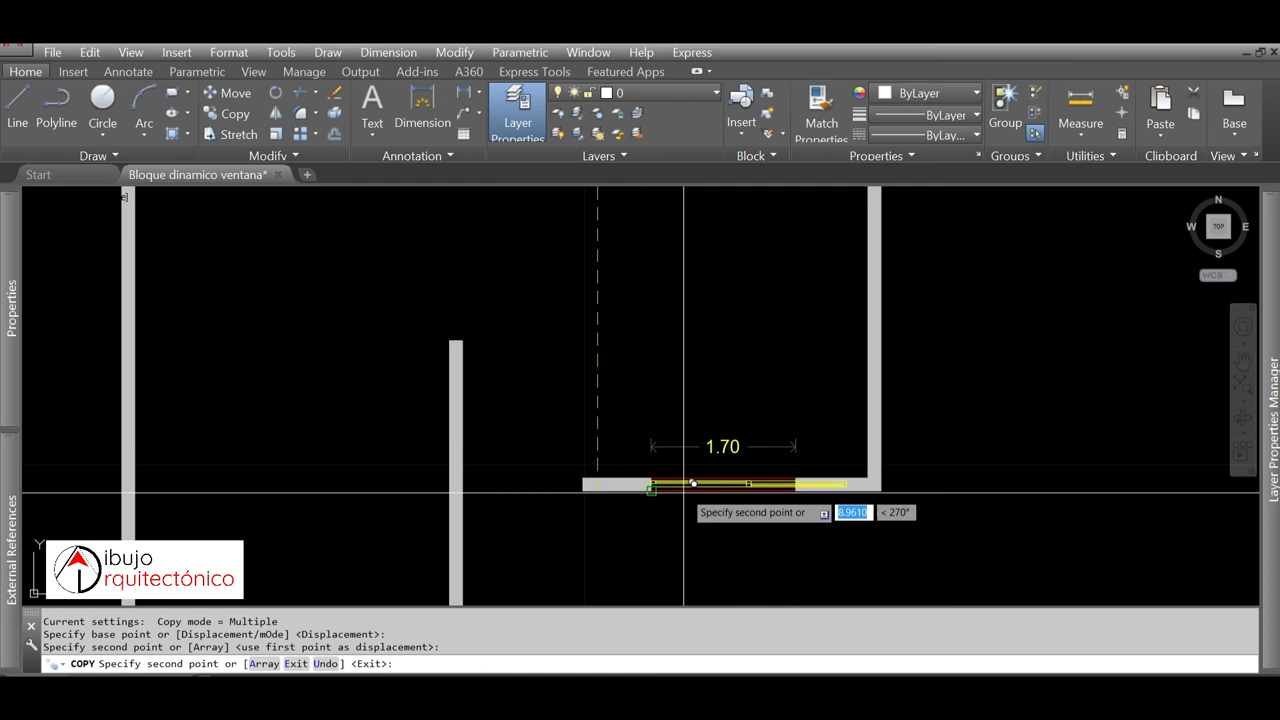 File Edit View Insert Format Tools Draw Dimension Modify Parametric Window Help Express
Home Insert Annotate Parametric View Manage Output Add-ins A360 Express Tools Featured Apps
Line
Polyline
Circle
Arc
Move
Copy
Stretch
Text
Dimension
Layer
Properties
0
Insert
Match
Properties
ByLayer
ByLayer
ByLay...
Group
Measure
Paste
Base
Draw
Modify
Annotation
Layers
Block
Properties
Groups
Utilities
Clipboard
View
Start
Bloque dinamico ventana*
e]
N
W TOP E
S
WCS
Properties
External References
Layer Properties Manager
1.70
Specify second point or 8.9610 < 270°
Y
ibujo
rquitectónico
Current settings: Copy mode = Multiple
Specify base point or [Displacement/mOde] <Displacement>:
Specify second point or [Array] <use first point as displacement>:
COPY Specify second point or [Array Exit Undo] <Exit>: